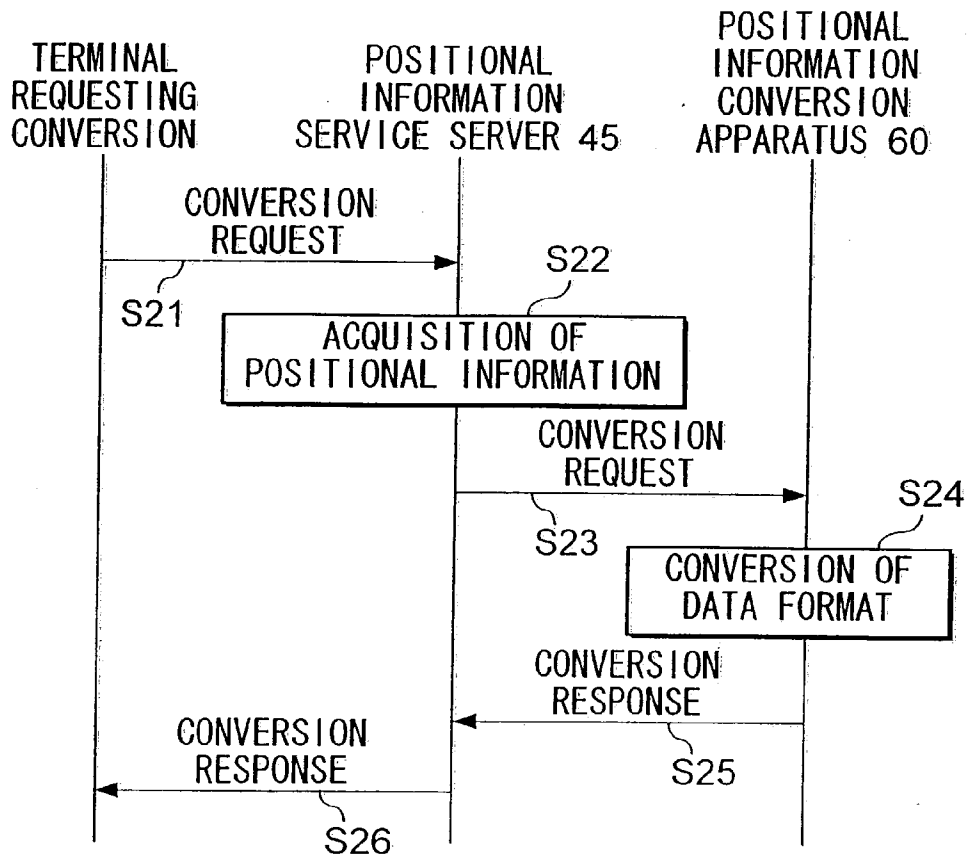 TERMINAL
REQUESTING
CONVERSION
POSITIONAL
INFORMATION
SERVICE SERVER 45
POSITIONAL
INFORMATION
CONVERSION
APPARATUS 60
CONVERSION
REQUEST
S21
S22
ACQUISITION OF
POSITIONAL INFORMATION
CONVERSION
REQUEST
S23
S24
CONVERSION OF
DATA FORMAT
CONVERSION
RESPONSE
S25
CONVERSION
RESPONSE
S26